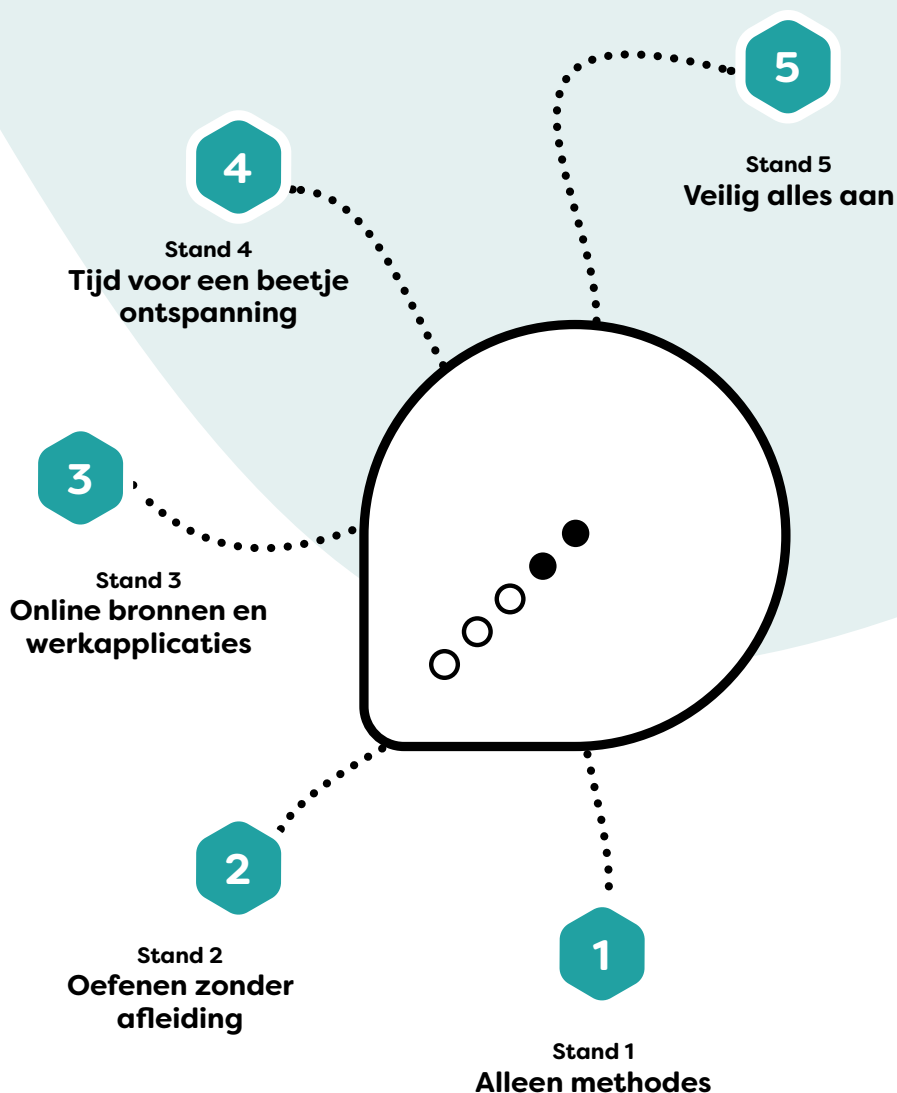 5
Stand 5
Veilig alles aan
4
Stand 4
Tijd voor een beetje
ontspanning
3
Stand 3
Online bronnen en
werkapplicaties
2
Stand 2
Oefenen zonder
afleiding
1
Stand 1
Alleen methodes